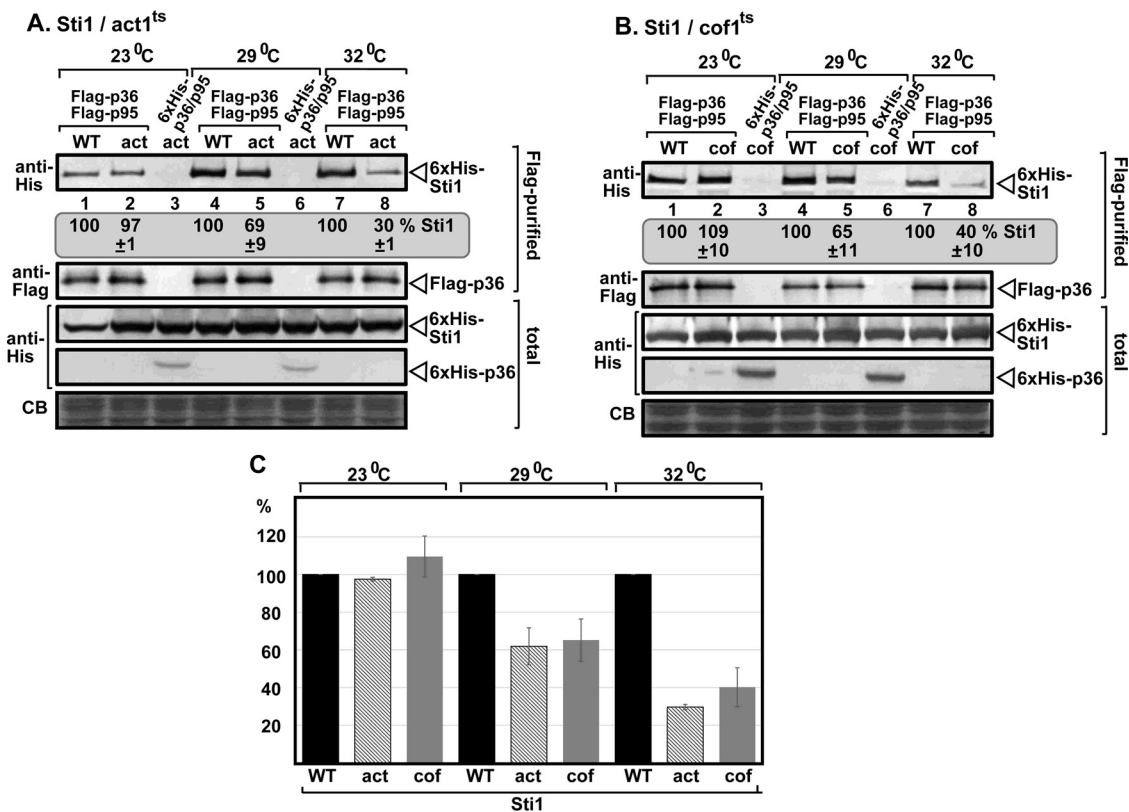 A. Sti1 / act1ts
23 0C
29 0C
32 0C
Flag-p36
Flag-p95
6xHis-
p36/p95
Flag-p36
Flag-p95
6xHis-
p36/p95
Flag-p36
Flag-p95
WT act act WT act act WT act
anti-
His
6xHis-
Sti1
1 2 3 4 5 6 7 8
100 97 100 69 100 30 % Sti1
±1 ±9 ±1
anti-
Flag
Flag-p36
Flag-purified
anti-
His
6xHis-
Sti1
6xHis-p36
CB
total
B. Sti1 / cof1ts
23 0C
29 0C
32 0C
Flag-p36
Flag-p95
6xHis-
p36/p95
Flag-p36
Flag-p95
6xHis-
p36/p95
Flag-p36
Flag-p95
WT cof cof WT cof cof WT cof
anti-
His
6xHis-
Sti1
1 2 3 4 5 6 7 8
100 109 100 65 100 40 % Sti1
±10 ±11 ±10
anti-
Flag
Flag-p36
Flag-purified
anti-
His
6xHis-
Sti1
6xHis-p36
CB
total
C
23 0C
29 0C
32 0C
%
120
100
80
60
40
20
WT act cof WT act cof WT act cof
Sti1